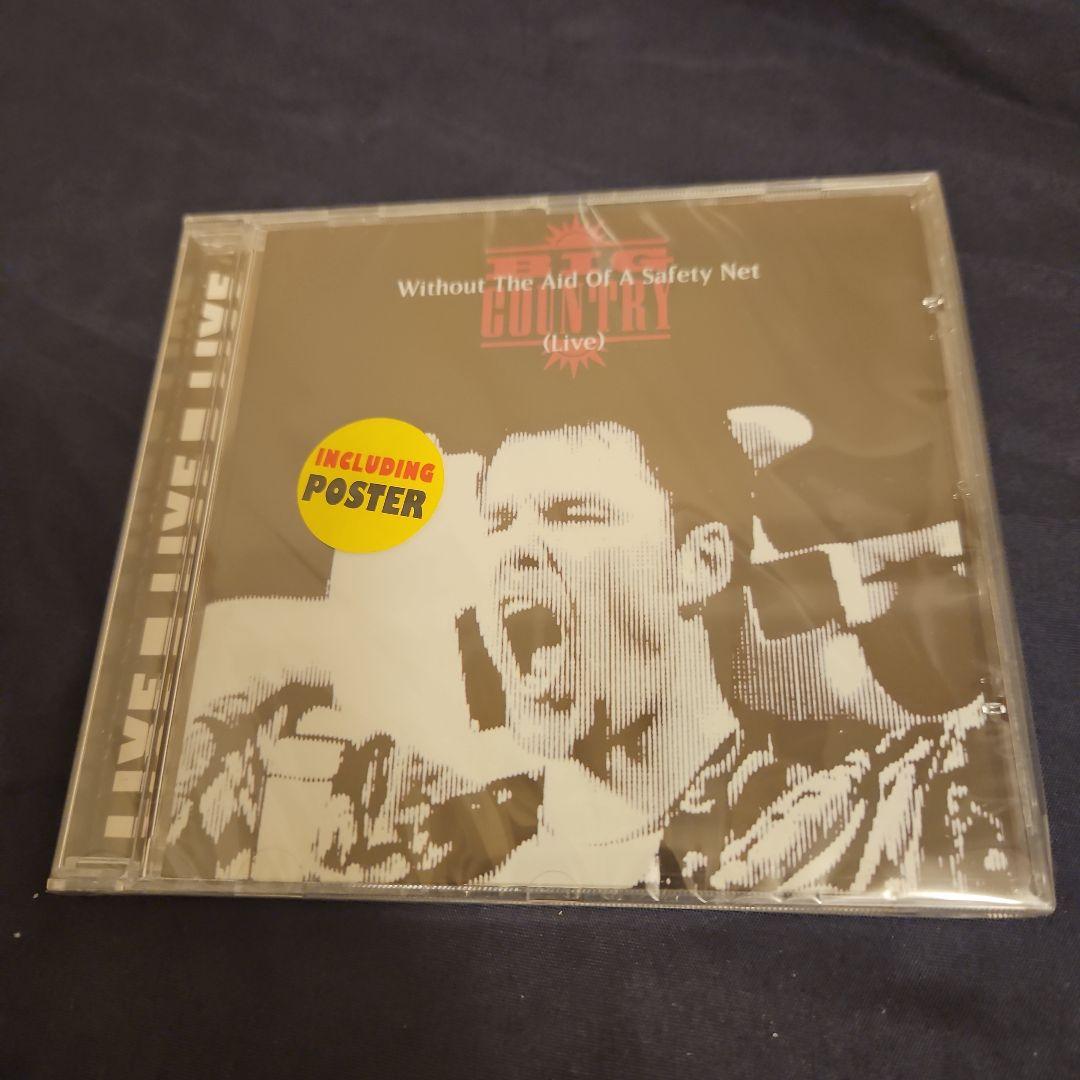 BIG
Without The Aid Of A Safety Net
COUNTRY
(Live)
INCLUDING
POSTER
LIVE LIVE LIVE